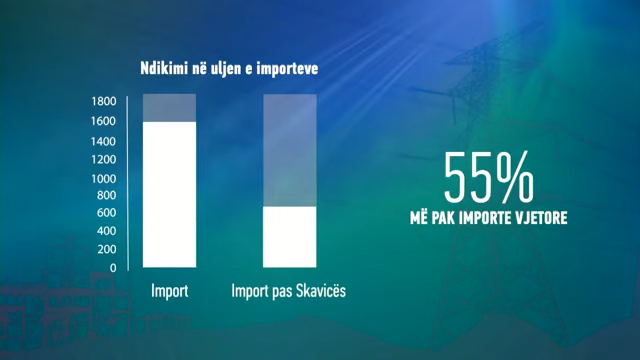 Ndikimi në uljen e importeve
1800
1600
1400
1200
1000
800
600
400
200
0
Import
Import pas Skavicës
55%
MË PAK IMPORTE VJETORE